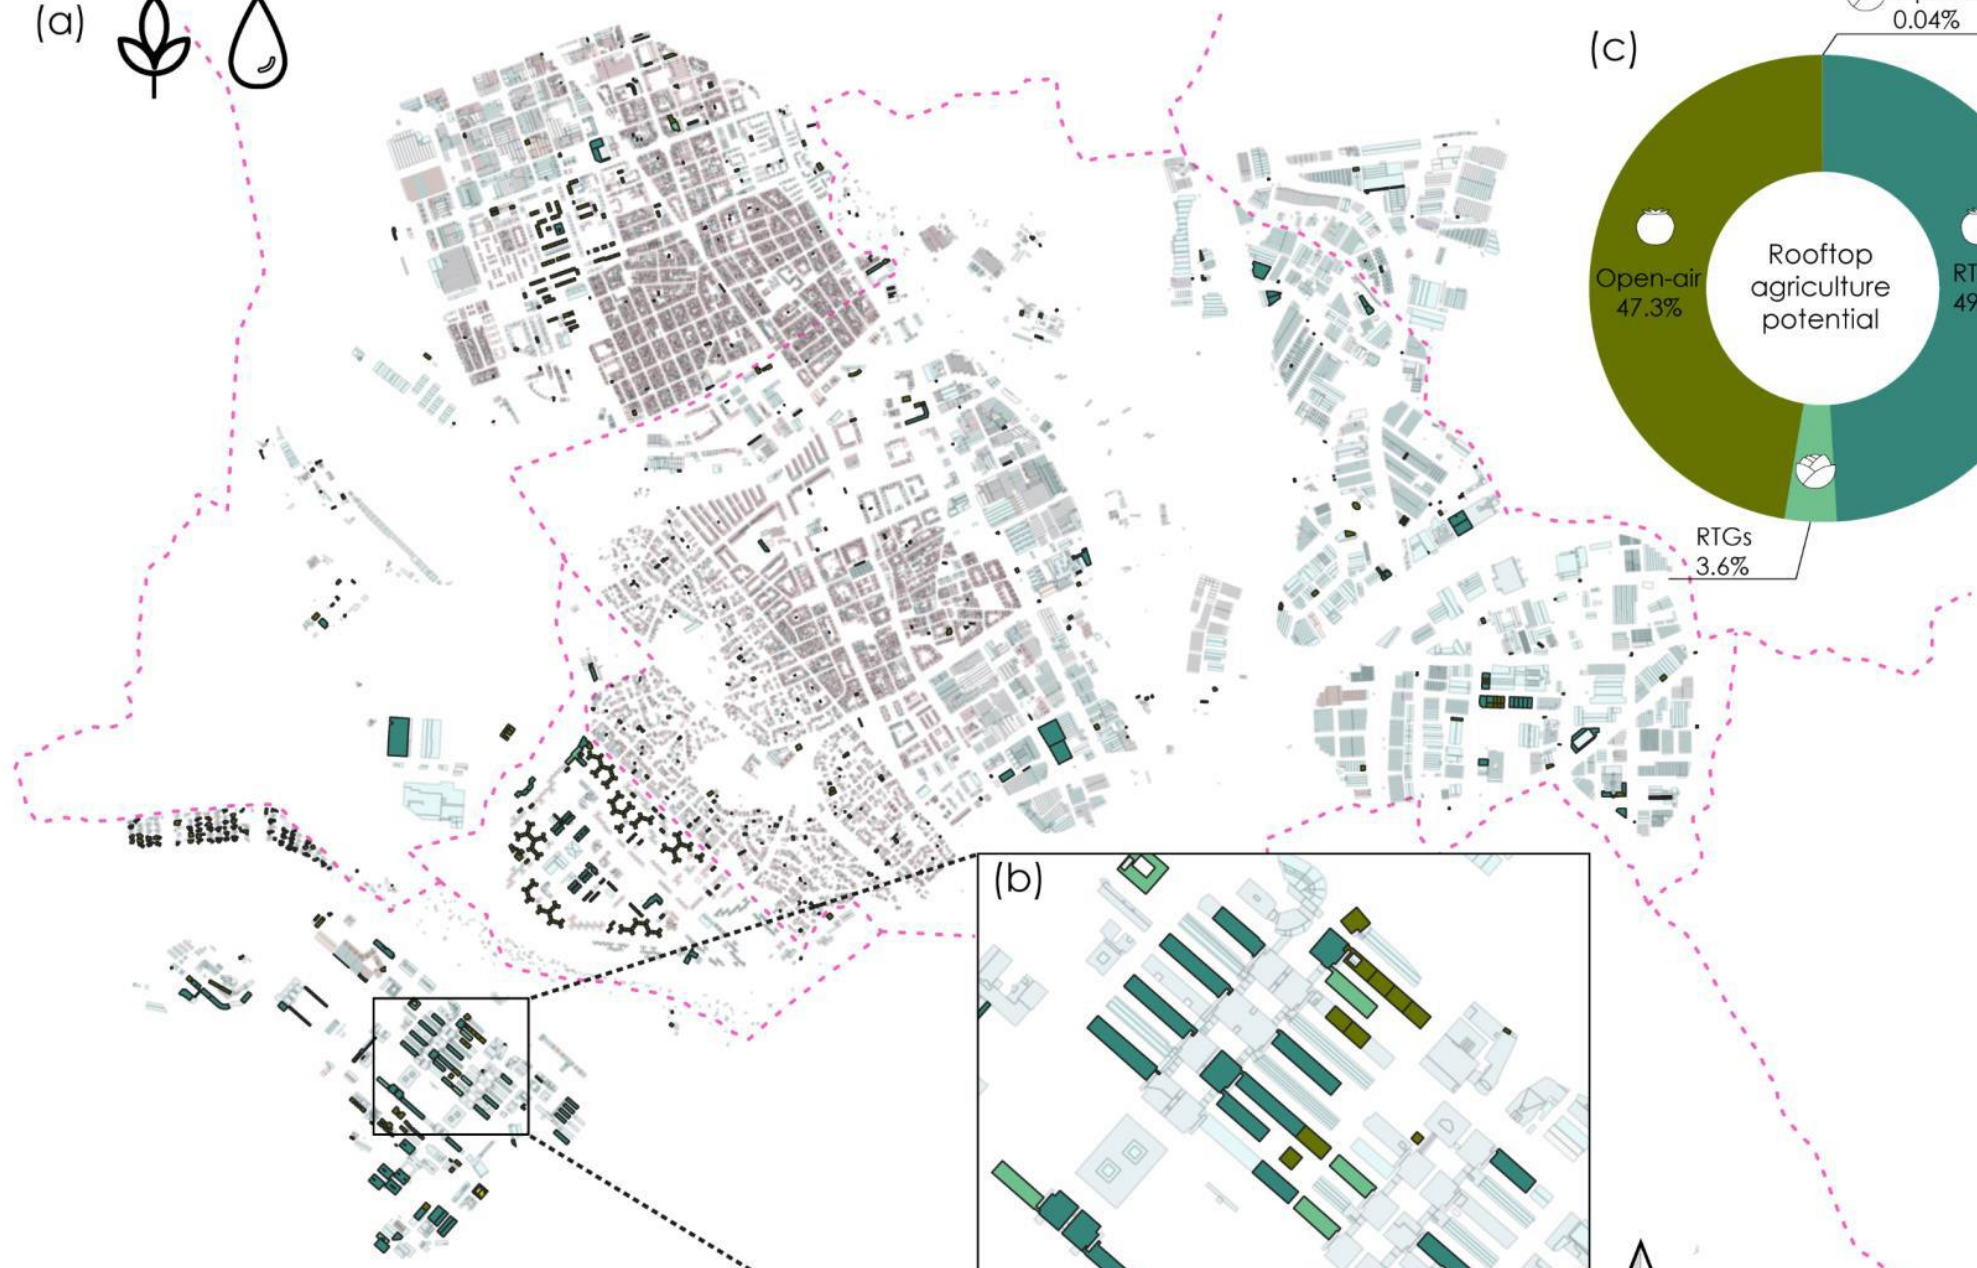 (a)
0.04%
(c)
Rooftop
agriculture
potential
Open-air
47.3%
RTGs
3.6%
(b)